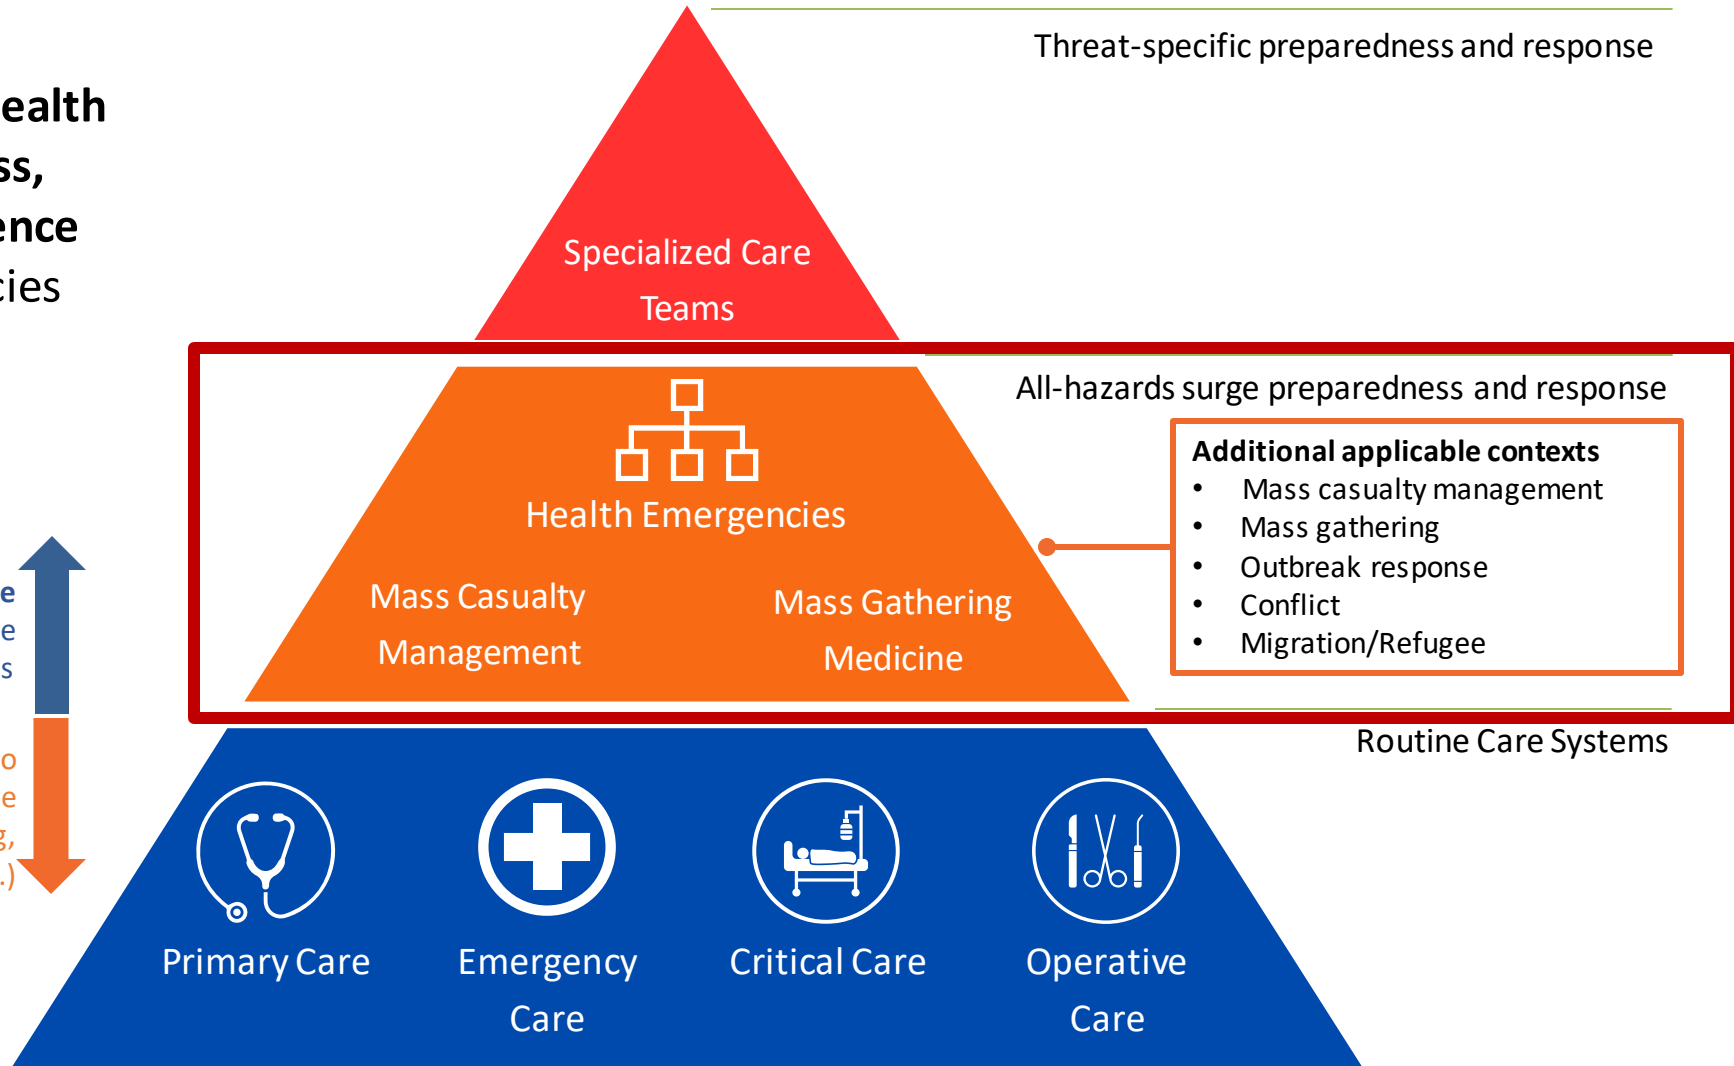 ealth
ss,
ence
cies
Threat-specific preparedness and response
Specialized Care
Teams
All-hazards surge preparedness and response
Health Emergencies
Mass Casualty
Management
Mass Gathering
Medicine
Additional applicable contexts
• Mass casualty management
• Mass gathering
• Outbreak response
• Conflict
• Migration/Refugee
e
e
s
o
e
g,
.)
Routine Care Systems
Primary Care
Emergency
Care
Critical Care
Operative
Care